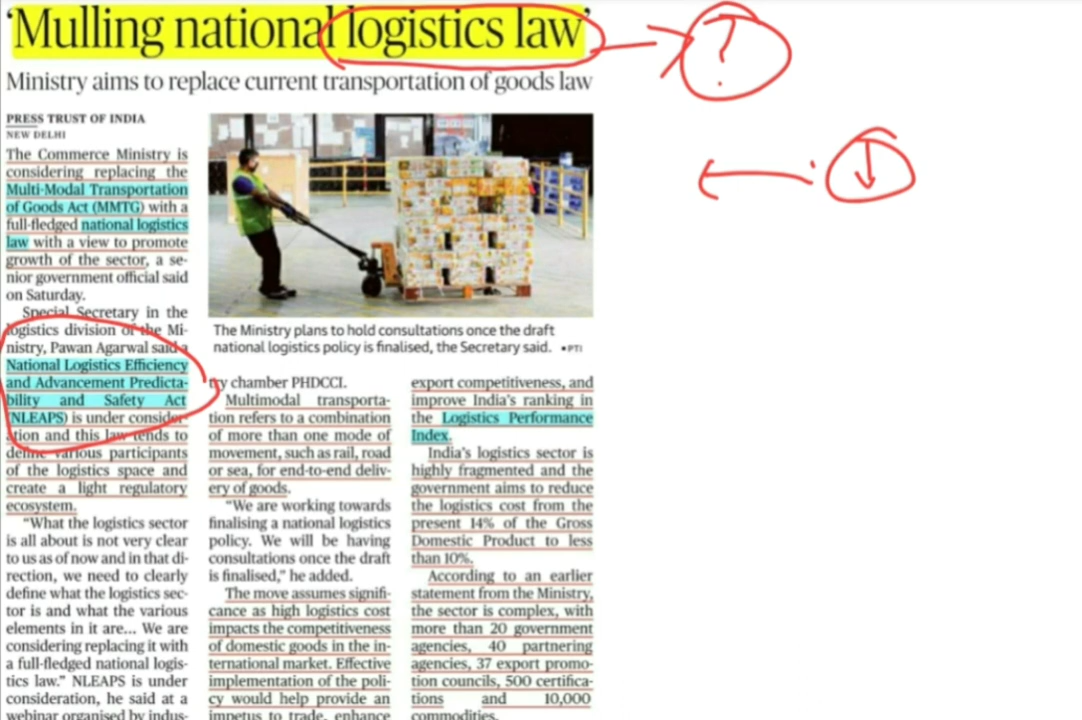 ‘Mulling national logistics law’
?
Ministry aims to replace current transportation of goods law
PRESS TRUST OF INDIA
NEW DELHI
The Commerce Ministry is
considering replacing the
Multi-Modal Transportation
of Goods Act (MMTG) with a
full-fledged national logistics
law with a view to promote
growth of the sector, a se-
nior government official said
on Saturday.
Special Secretary in the
logistics division of the Mi-
nistry, Pawan Agarwal said a
National Logistics Efficiency
and Advancement Predicta-
bility and Safety Act
(NLEAPS) is under consider-
ation and this law tends to
define various participants
of the logistics space and
create a light regulatory
ecosystem.
“What the logistics sector
is all about is not very clear
to us as of now and in that di-
rection, we need to clearly
define what the logistics sec-
tor is and what the various
elements in it are... We are
considering replacing it with
a full-fledged national logis-
tics law.” NLEAPS is under
consideration, he said at a
webinar organised by indus-
The Ministry plans to hold consultations once the draft
national logistics policy is finalised, the Secretary said. •PTI
try chamber PHDCCI.
Multimodal transporta-
tion refers to a combination
of more than one mode of
movement, such as rail, road
or sea, for end-to-end deliv-
ery of goods.
“We are working towards
finalising a national logistics
policy. We will be having
consultations once the draft
is finalised,” he added.
The move assumes signifi-
cance as high logistics cost
impacts the competitiveness
of domestic goods in the in-
ternational market. Effective
implementation of the poli-
cy would help provide an
impetus to trade, enhance
export competitiveness, and
improve India’s ranking in
the Logistics Performance
Index.
India’s logistics sector is
highly fragmented and the
government aims to reduce
the logistics cost from the
present 14% of the Gross
Domestic Product to less
than 10%.
According to an earlier
statement from the Ministry,
the sector is complex, with
more than 20 government
agencies, 40 partnering
agencies, 37 export promo-
tion councils, 500 certifica-
tions and 10,000
commodities.